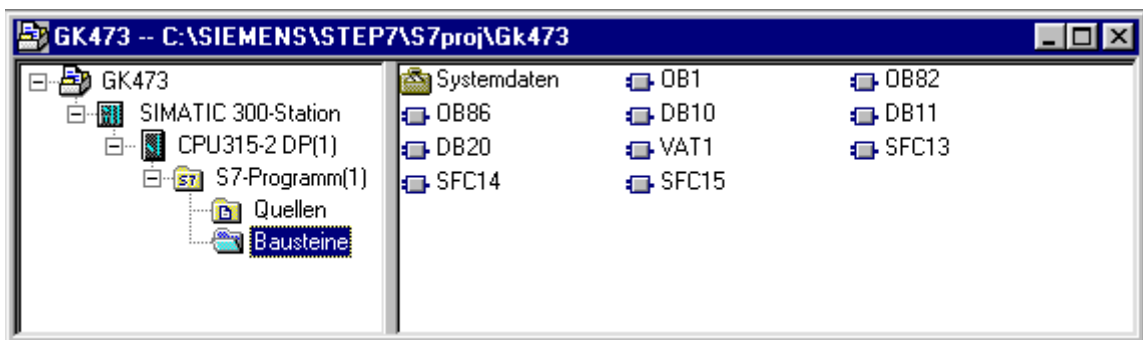 GK473 -- C:\SIEMENS\STEP7\S7proj\Gk473
GK473
SIMATIC 300-Station
CPU315-2 DP(1)
S7-Programm(1)
Quellen
Bausteine
Systemdaten OB1 OB82
OB86 DB10 DB11
DB20 VAT1 SFC13
SFC14 SFC15